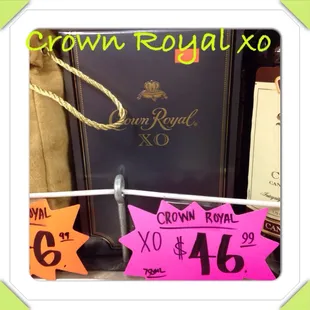 Crown Royal xo
Crown Royal
XO
CROWN ROYAL
XO $46.99
750ML
ROYAL
6.99